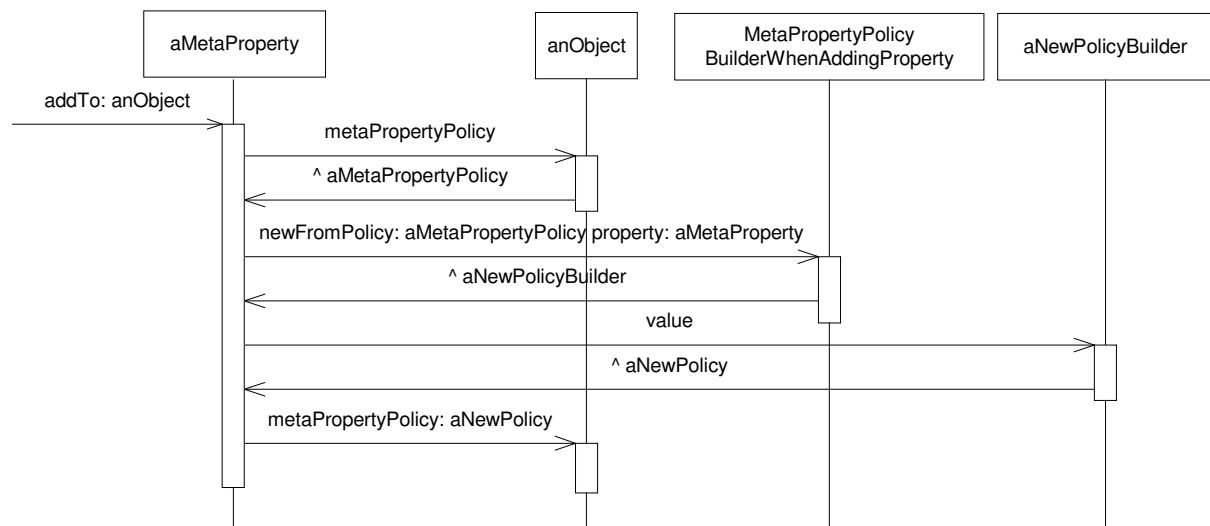 aMetaProperty
anObject
MetaPropertyPolicy
BuilderWhenAddingProperty
aNewPolicyBuilder
addTo: anObject
metaPropertyPolicy
^ aMetaPropertyPolicy
newFromPolicy: aMetaPropertyPolicy property: aMetaProperty
^ aNewPolicyBuilder
value
^ aNewPolicy
metaPropertyPolicy: aNewPolicy